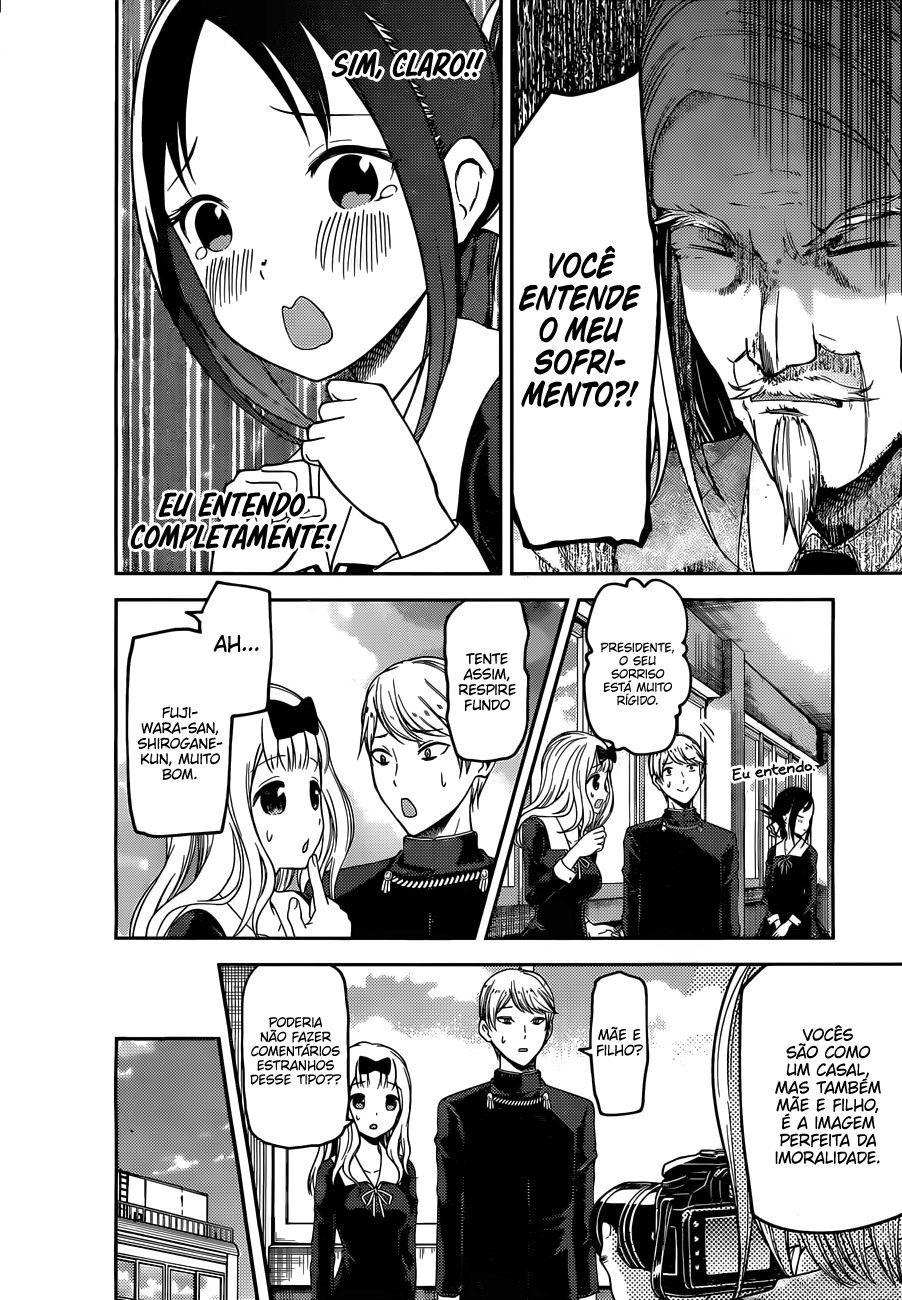 VOCÊ
ENTENDE
O MEU
SOFRI-
MENTO?!
SIM, CLARO!!
EU ENTENDO
COMPLETAMENTE!
PRESIDENTE,
O SEU
SORRISO
ESTÁ MUITO
RÍGIDO.
Eu entendo.
TENTE
ASSIM,
RESPIRE
FUNDO
AH...
FUJI-
WARA-SAN,
SHIROGANE-
KUN, MUITO
BOM.
VOCÊS
SÃO COMO
UM CASAL,
MAS TAMBÉM
MÃE E FILHO,
É A IMAGEM
PERFEITA DA
IMORALIDADE.
MÃE E
FILHO?
PODERIA
NÃO FAZER
COMENTÁRIOS
ESTRANHOS
DESSE TIPO??